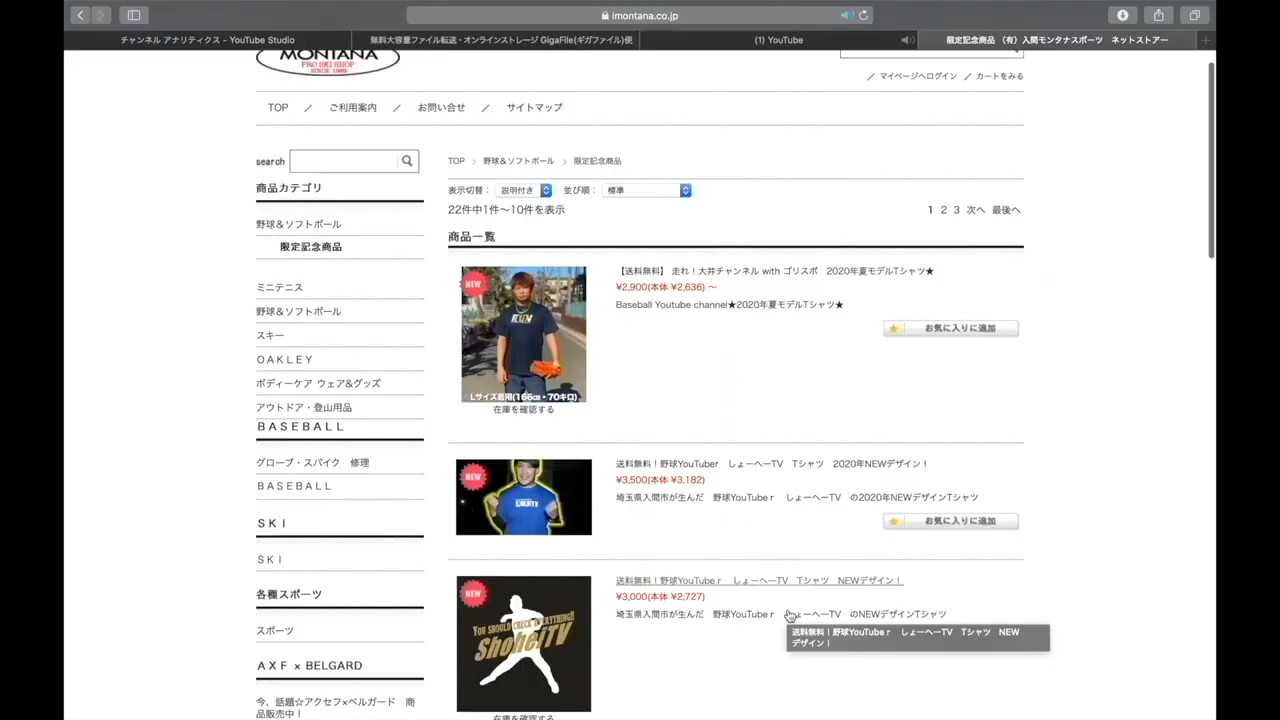 imontana.co.jp
チャンネル アナリティクス - YouTube Studio
無料大容量ファイル転送・オンラインストレージ GigaFile(ギガファイル)便
(1) YouTube
限定記念商品 （有）入間モンタナスポーツ ネットストアー
MONTANA
PRO SKI SHOP
SINCE 1982
／ マイページへログイン ／ カートをみる
TOP ／ ご利用案内 ／ お問い合せ ／ サイトマップ
search
商品カテゴリ
野球＆ソフトボール
限定記念商品
ミニテニス
野球＆ソフトボール
スキー
ＯＡＫＬＥＹ
ボディーケア ウェア&グッズ
アウトドア・登山用品
ＢＡＳＥＢＡＬＬ
グローブ・スパイク 修理
ＢＡＳＥＢＡＬＬ
ＳＫＩ
ＳＫＩ
各種スポーツ
スポーツ
ＡＸＦ × BELGARD
今、話題☆アクセフ×ベルガード 商
品販売中！
TOP > 野球＆ソフトボール > 限定記念商品
表示切替： 説明付き 並び順： 標準
22件中1件〜10件を表示
1 2 3 次へ 最後へ
商品一覧
NEW
RUN
Lサイズ着用(166㎝・70キロ)
在庫を確認する
【送料無料】 走れ！大井チャンネル with ゴリスポ 2020年夏モデルTシャツ★
¥2,900(本体 ¥2,636) 〜
Baseball Youtube channel★2020年夏モデルTシャツ★
お気に入りに追加
NEW
送料無料！野球YouTuber しょーへーTV Tシャツ 2020年NEWデザイン！
¥3,500(本体 ¥3,182)
埼玉県入間市が生んだ 野球YouTubeｒ しょーへーTV の2020年NEWデザインTシャツ
お気に入りに追加
NEW
YOU SHOULD CHECK EVERYTHING!!
ShoheiTV
在庫を確認する
送料無料！野球YouTubeｒ しょーへーTV Tシャツ NEWデザイン！
¥3,000(本体 ¥2,727)
埼玉県入間市が生んだ 野球YouTubeｒ しょーへーTV のNEWデザインTシャツ
送料無料！野球YouTubeｒ しょーへーTV Tシャツ NEW
デザイン！